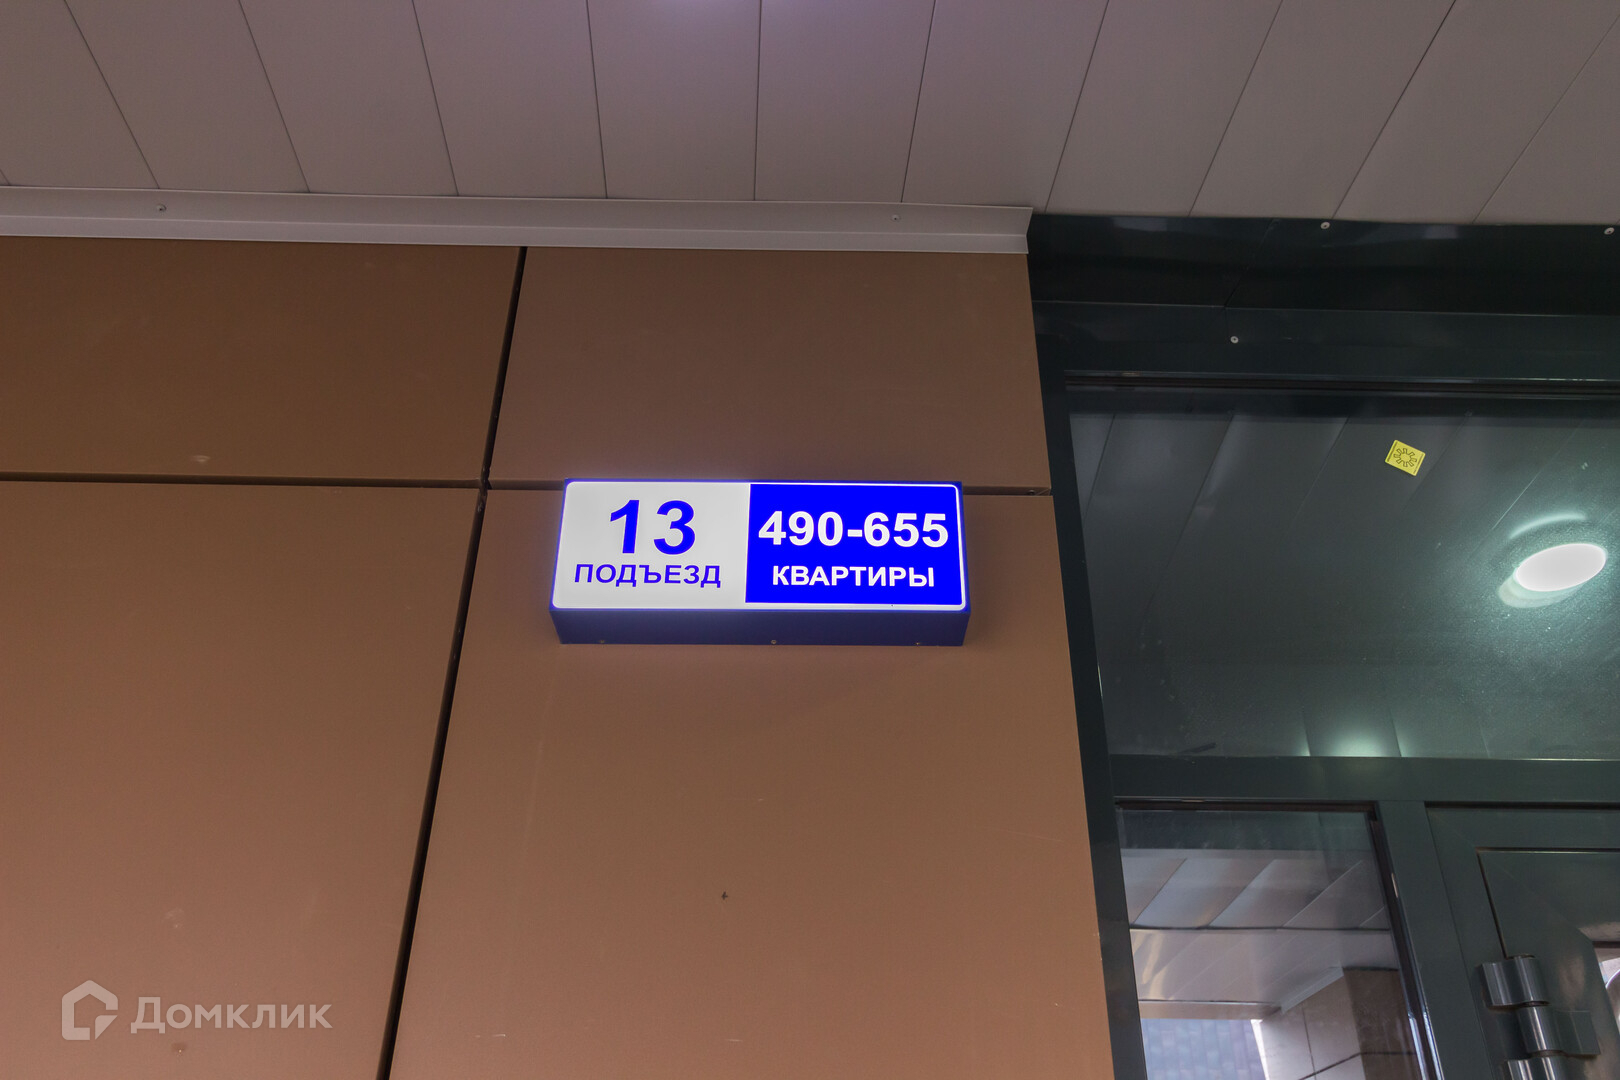 13
ПОДЪЕЗД
490-655
КВАРТИРЫ
Домклик